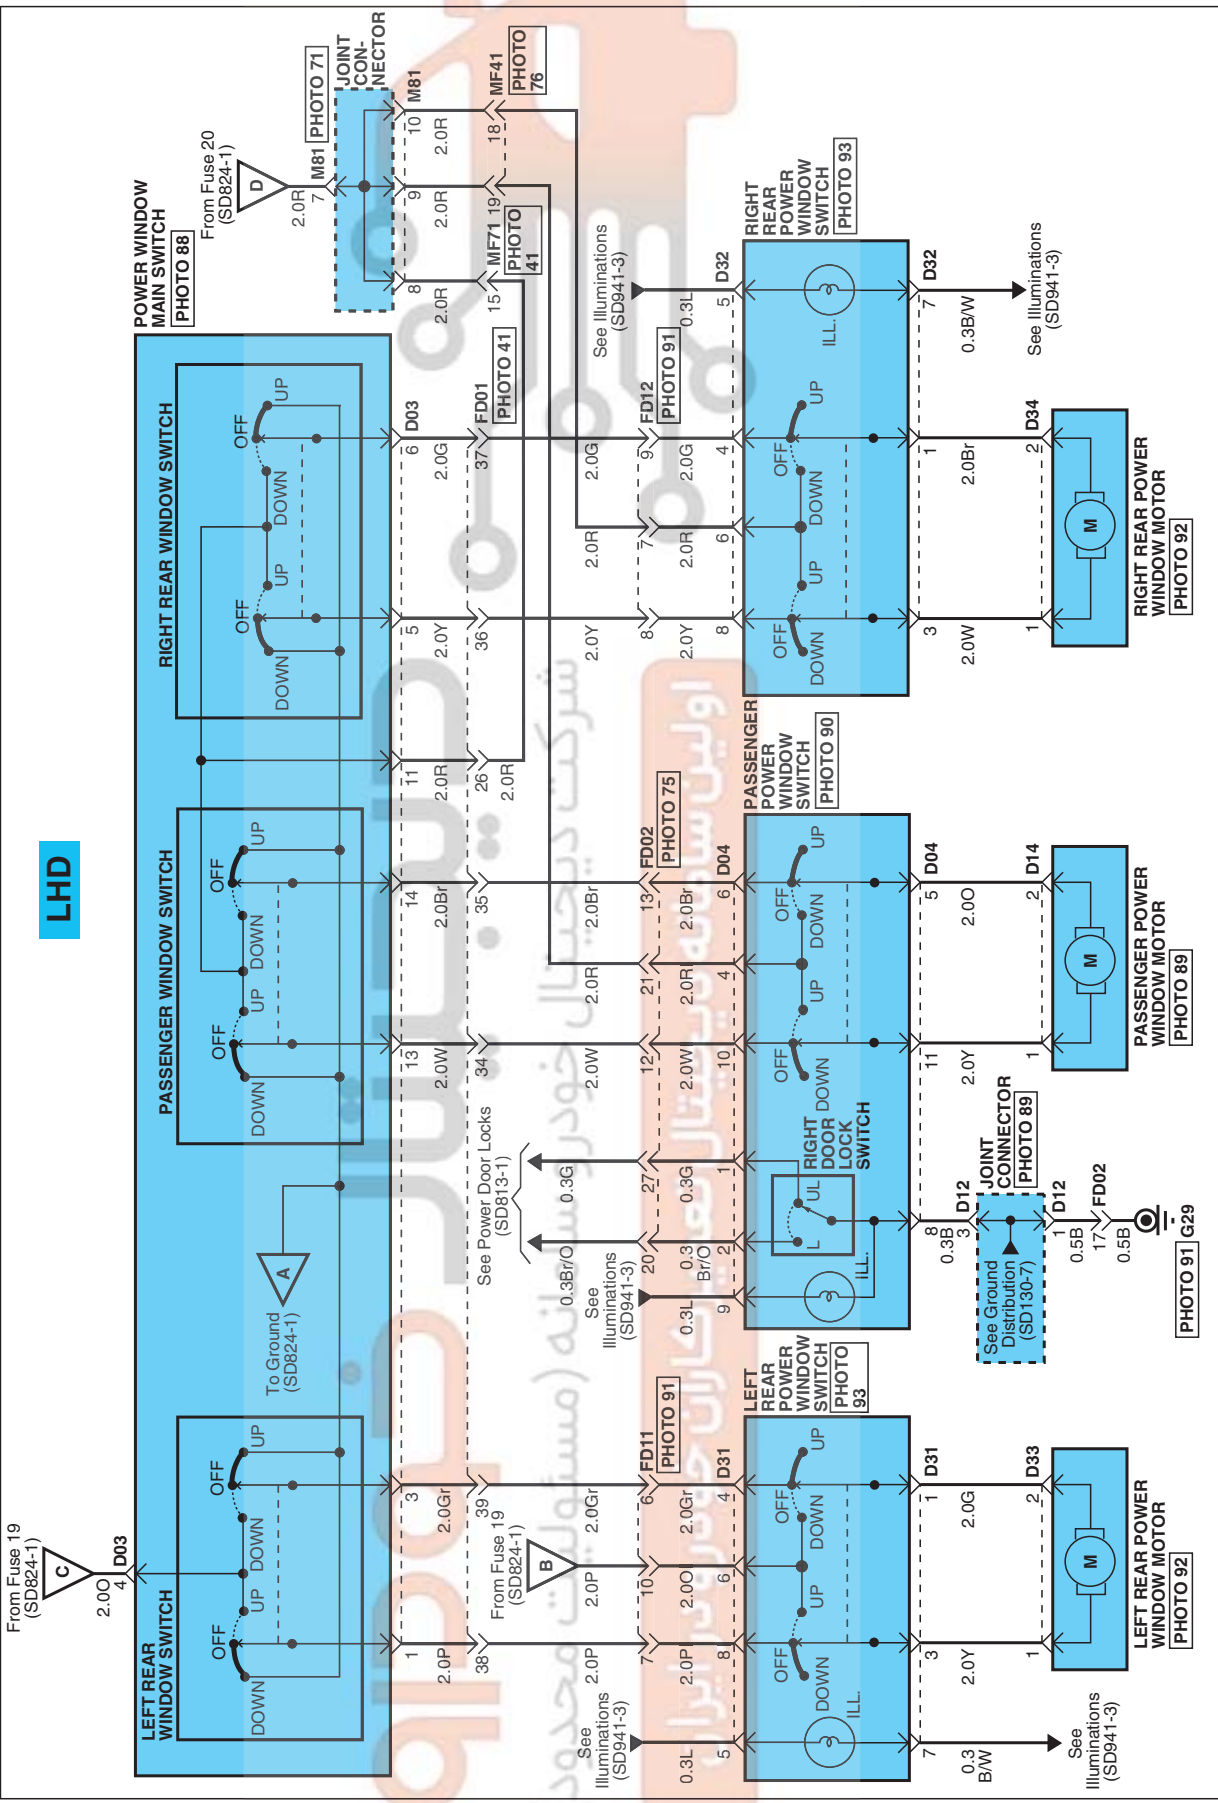 LHD
From Fuse 19
(SD824-1)
C
2.0O
4
D03
POWER WINDOW
MAIN SWITCH
PHOTO 88
LEFT REAR
WINDOW SWITCH
OFF
UP
DOWN
UP
OFF
DOWN
To Ground
(SD824-1)
A
PASSENGER WINDOW SWITCH
OFF
UP
DOWN
UP
OFF
DOWN
RIGHT REAR WINDOW SWITCH
OFF
UP
DOWN
UP
OFF
DOWN
From Fuse 20
(SD824-1)
D
2.0R
7
M81
PHOTO 71
JOINT
CON-
NECTOR
8
9
10
M81
2.0R
2.0R
2.0R
15
MF71
PHOTO
41
19
18
MF41
PHOTO
76
1
3
13
14
11
5
6
D03
2.0P
2.0Gr
2.0W
2.0Br
2.0R
2.0Y
2.0G
38
39
34
35
26
36
37
FD01
PHOTO 41
From Fuse 19
(SD824-1)
B
See Power Door Locks
(SD813-1)
2.0R
See
Illuminations
(SD941-3)
2.0P
2.0P
2.0Gr
See
Illuminations
(SD941-3)
0.3Br/O
0.3G
2.0W
2.0R
2.0Br
2.0Y
2.0R
2.0G
See Illuminations
(SD941-3)
7
10
6
FD11
PHOTO 91
20
27
12
21
13
FD02
PHOTO 75
8
7
9
FD12
PHOTO 91
0.3L
2.0P
2.0O
2.0Gr
0.3L
0.3
Br/O
0.3G
2.0W
2.0R
2.0Br
2.0Y
2.0R
2.0G
0.3L
5
8
6
4
D31
9
2
1
10
4
6
D04
8
6
4
5
D32
LEFT
REAR
POWER
WINDOW
SWITCH
PHOTO
93
OFF
UP
DOWN
UP
OFF
DOWN
ILL.
PASSENGER
POWER
WINDOW
SWITCH
PHOTO 90
OFF
UP
DOWN
UP
OFF
DOWN
RIGHT
DOOR
LOCK
SWITCH
UL
L
ILL.
RIGHT
REAR
POWER
WINDOW
SWITCH
PHOTO 93
OFF
UP
DOWN
UP
OFF
DOWN
ILL.
7
3
1
D31
8
11
5
D04
3
1
7
D32
0.3
B/W
2.0Y
2.0G
0.3B
2.0Y
2.0O
2.0W
2.0Br
0.3B/W
See
Illuminations
(SD941-3)
1
2
D33
M
LEFT REAR POWER
WINDOW MOTOR
PHOTO 92
3
D12
JOINT
CONNECTOR
PHOTO 89
See Ground
Distribution
(SD130-7)
1
D12
0.5B
17
FD02
0.5B
PHOTO 91
G29
1
2
D14
M
PASSENGER POWER
WINDOW MOTOR
PHOTO 89
1
2
D34
M
RIGHT REAR POWER
WINDOW MOTOR
PHOTO 92
See Illuminations
(SD941-3)
شرکت دیجیتال خودرو سامانه (مسئولیت محدود
اولین سامانه دیجیتال تعمیرکاران خودرو در ایران